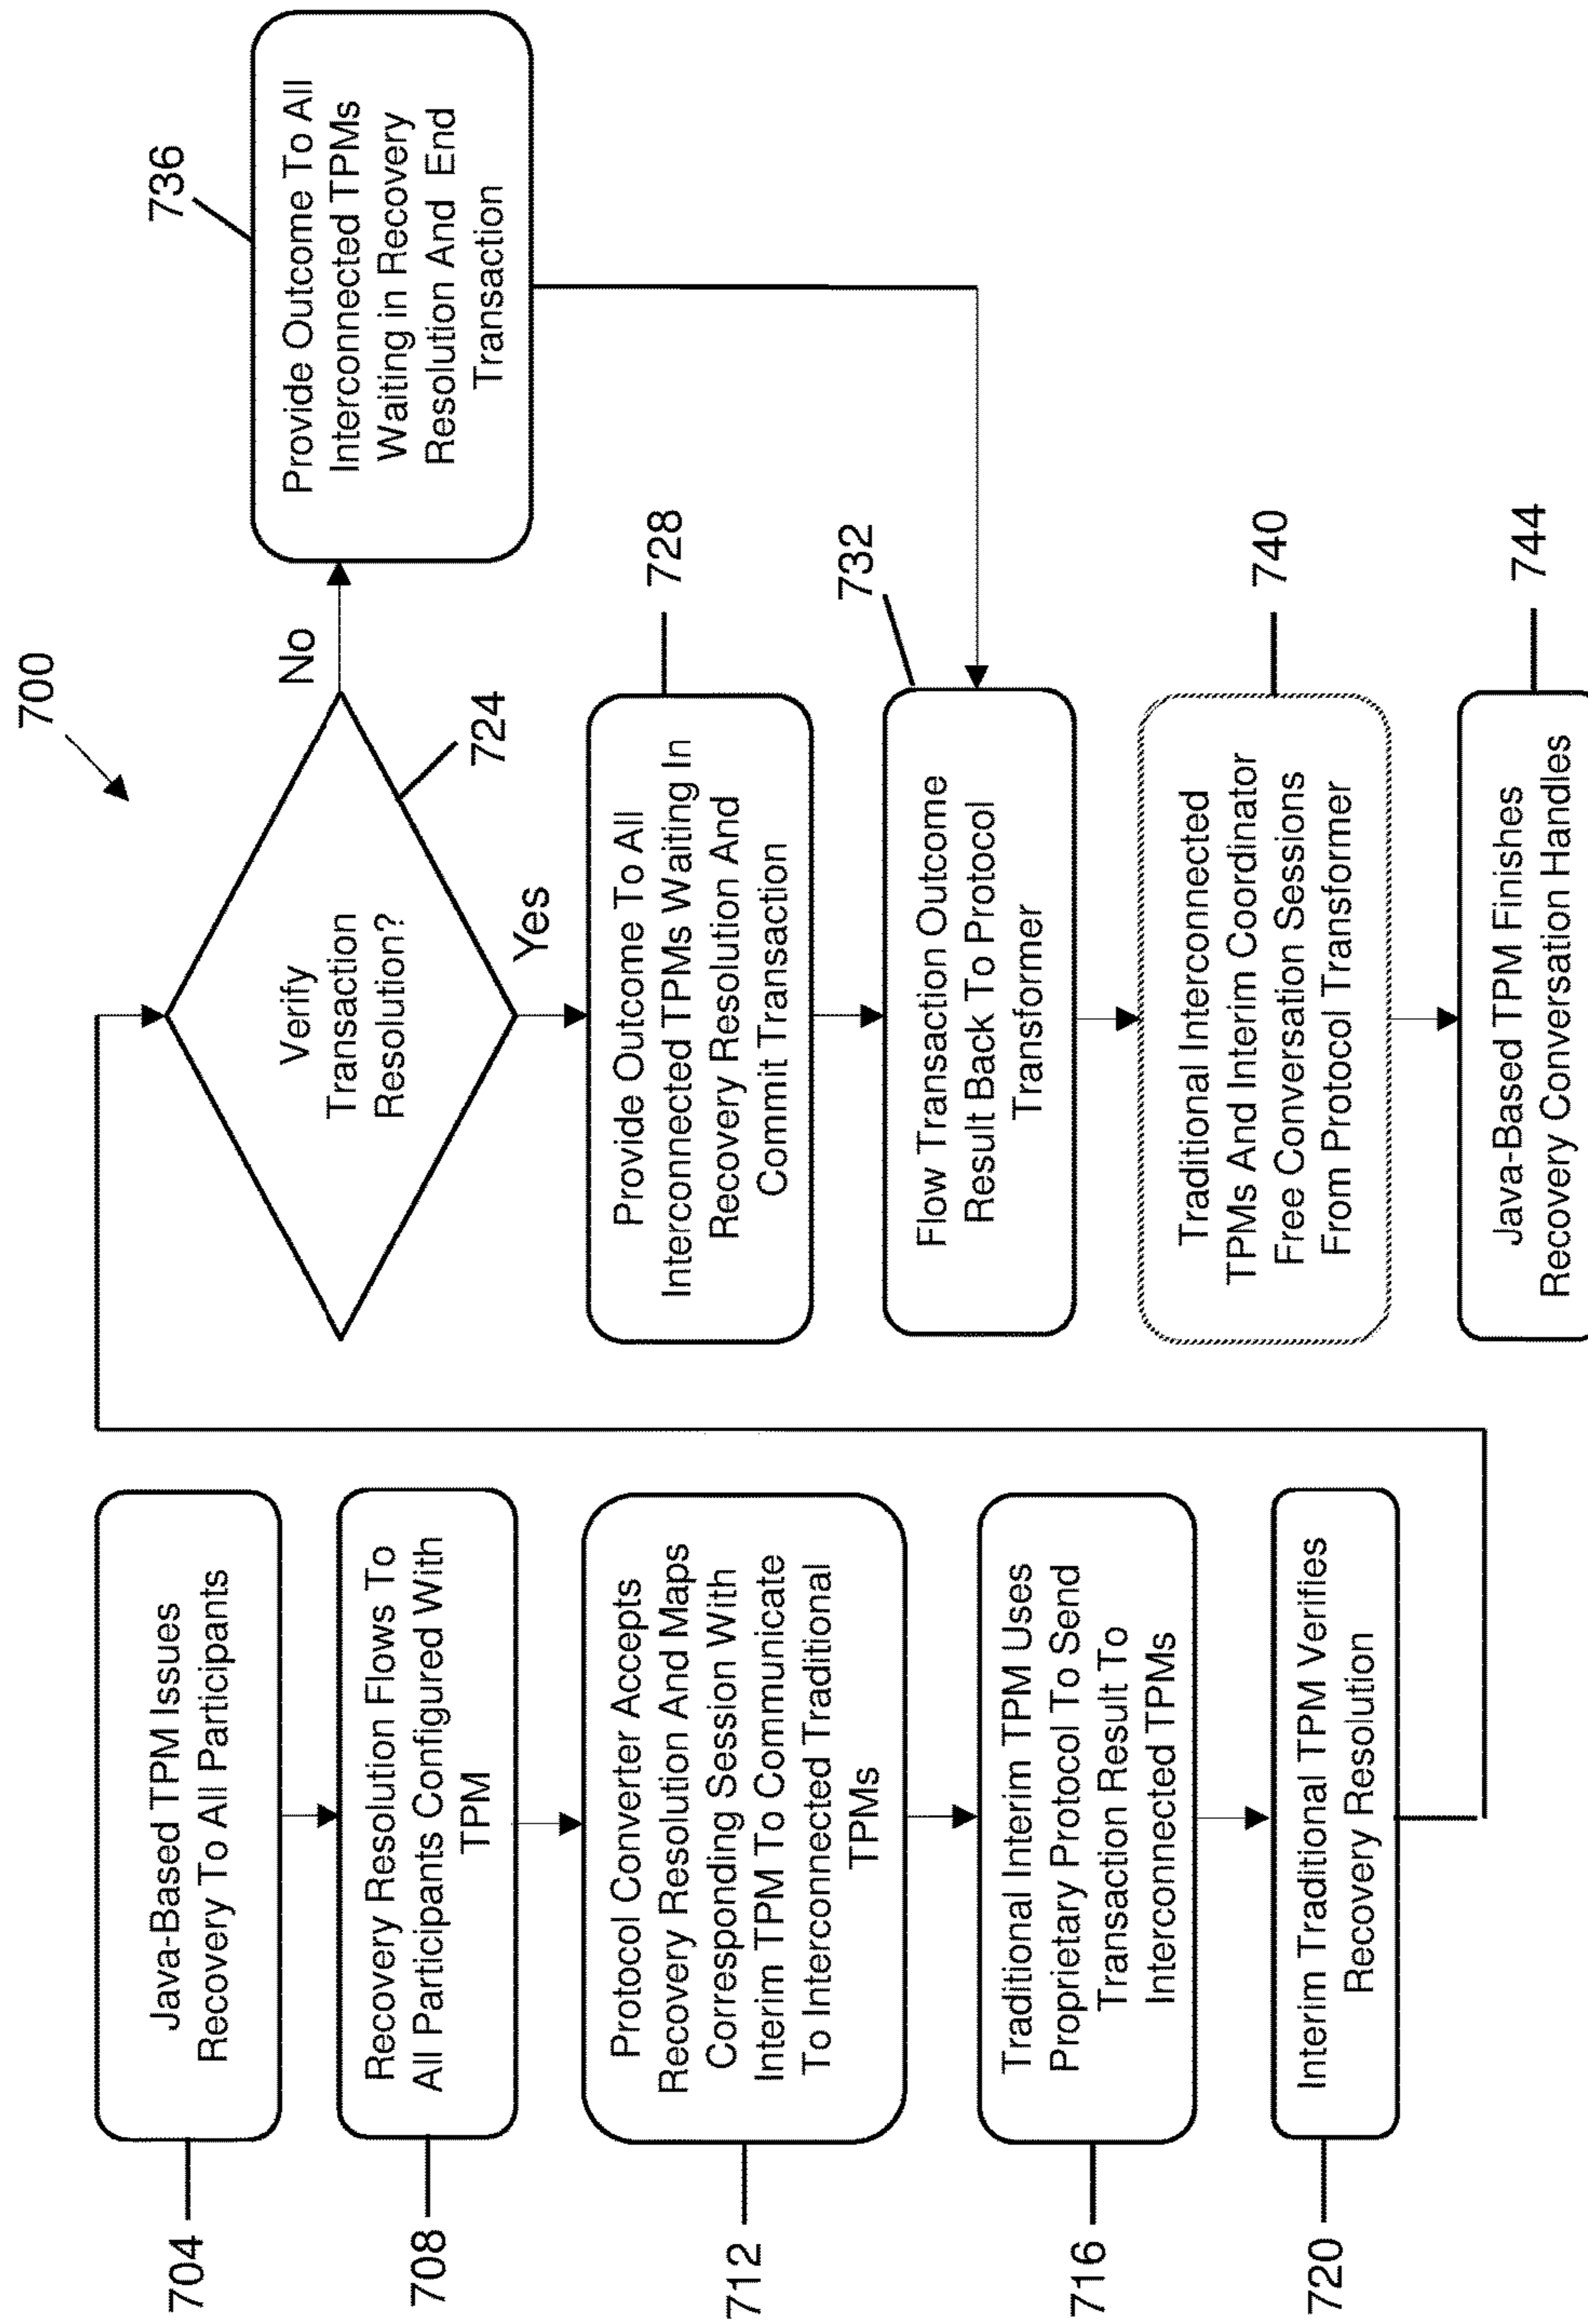 700
704
Java-Based TPM Issues
Recovery To All Participants
708
Recovery Resolution Flows To
All Participants Configured With
TPM
712
Protocol Converter Accepts
Recovery Resolution And Maps
Corresponding Session With
Interim TPM To Communicate
To Interconnected Traditional
TPMs
716
Traditional Interim TPM Uses
Proprietary Protocol To Send
Transaction Result To
Interconnected TPMs
720
Interim Traditional TPM Verifies
Recovery Resolution
Verify
Transaction
Resolution?
724
No
Yes
736
Provide Outcome To All
Interconnected TPMs
Waiting in Recovery
Resolution And End
Transaction
728
Provide Outcome To All
Interconnected TPMs Waiting In
Recovery Resolution And
Commit Transaction
732
Flow Transaction Outcome
Result Back To Protocol
Transformer
740
Traditional Interconnected
TPMs And Interim Coordinator
Free Conversation Sessions
From Protocol Transformer
744
Java-Based TPM Finishes
Recovery Conversation Handles